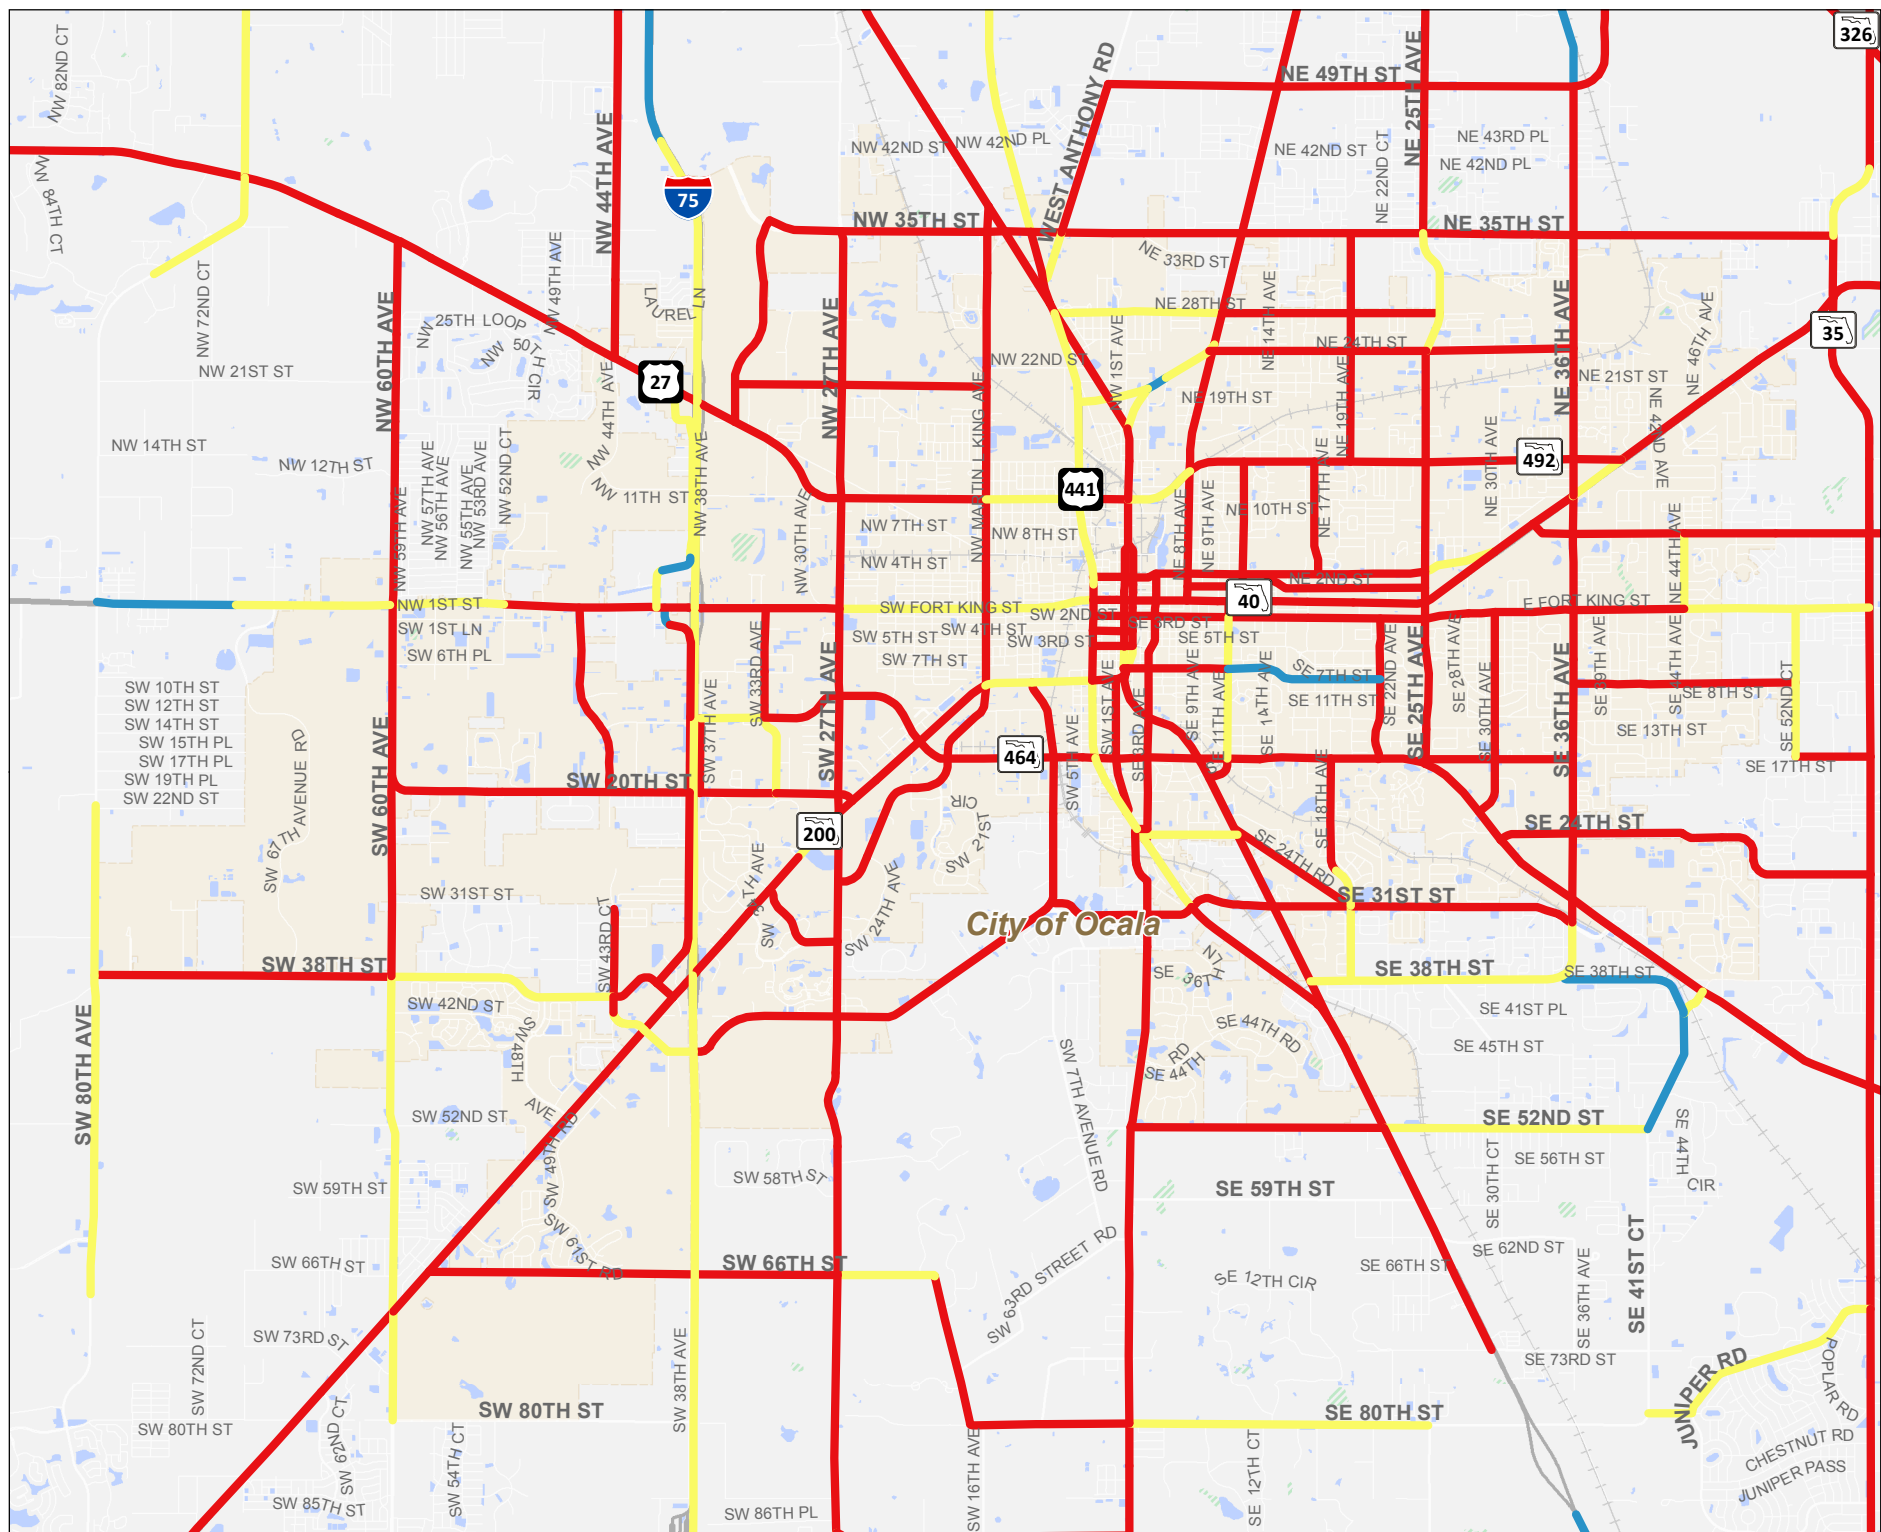 326
NW 82ND CT
WEST ANTHONY RD
NE 49TH ST
NE 25TH AVE
NW 44TH AVE
NW 42ND ST
NW 42ND PL
NE 42ND ST
NE 22ND CT
NE 43RD PL
NE 42ND PL
NW 84TH CT
75
NW 35TH ST
NE 35TH ST
NE 33RD ST
NW 49TH AVE
NW 72ND CT
LAUREL LN
NW 60TH AVE
NW 25TH LOOP
NW 50TH CIR
NW 27TH AVE
NE 28TH ST
NE 14TH AVE
NE 36TH AVE
NW 1ST AVE
NE 24TH ST
NE 46TH AVE
35
NW 21ST ST
NW 44TH AVE
27
NW 22ND ST
NE 19TH ST
NE 19TH AVE
NE 21ST ST
NE 42ND AVE
NW 14TH ST
NW 12TH ST
NW 57TH AVE
NW 56TH AVE
NW 55TH AVE
NW 53RD AVE
NW 52ND CT
NW 59TH AVE
NW 11TH ST
NW 38TH AVE
NW 30TH AVE
NW MARTIN L KING AVE
441
492
NE 30TH AVE
NE 17TH AVE
NE 8TH AVE
NE 9TH AVE
NE 10TH ST
NW 7TH ST
NW 8TH ST
NW 4TH ST
NE 44TH AVE
NE 2ND ST
40
E FORT KING ST
NW 1ST ST
SW FORT KING ST
SW 2ND ST
SW 1ST LN
SW 6TH PL
SW 5TH ST
SW 4TH ST
SW 3RD ST
SE 3RD ST
SE 5TH ST
SW 7TH ST
SE 7TH ST
SW 33RD AVE
SW 27TH AVE
SW 10TH ST
SW 12TH ST
SW 14TH ST
SW 15TH PL
SW 17TH PL
SW 19TH PL
SW 22ND ST
SW 67TH AVENUE RD
SW 60TH AVE
SW 37TH AVE
SW 20TH ST
464
SW 5TH AVE
SW 1ST AVE
SE 3RD AVE
SE 9TH AVE
SE 11TH AVE
SE 14TH AVE
SE 11TH ST
SE 22ND AVE
SE 25TH AVE
SE 28TH AVE
SE 30TH AVE
SE 36TH AVE
SE 39TH AVE
SE 44TH AVE
SE 8TH ST
SE 13TH ST
SE 52ND CT
SE 17TH ST
SE 18TH AVE
200
SW 21ST CIR
SE 24TH ST
SE 24TH RD
SW 31ST ST
SW 24TH AVE
SE 31ST ST
SW 43RD CT
City of Ocala
SW 38TH ST
SE 36TH LN
SE 38TH ST
SE 38TH ST
SW 42ND ST
SE 41ST PL
SW 48TH AVE RD
SE 44TH RD
SE 44TH RD
SE 45TH ST
SW 80TH AVE
SW 7TH AVENUE RD
SW 52ND ST
SE 52ND ST
SW 49TH RD
SE 44TH CIR
SE 30TH CT
SE 56TH ST
SW 58TH ST
SW 59TH ST
SE 59TH ST
SW 61ST RD
SW 63RD STREET RD
SE 62ND ST
SE 41ST CT
SW 66TH ST
SW 66TH ST
SE 12TH CIR
SE 66TH ST
SE 36TH AVE
SW 73RD ST
SW 72ND CT
SW 38TH AVE
SE 73RD ST
JUNIPER RD
POPLAR RD
SW 80TH ST
SW 80TH ST
SE 80TH ST
SW 62ND CT
SW 54TH CT
SW 16TH AVE
SE 12TH CT
CHESTNUT RD
JUNIPER PASS
SW 85TH ST
SW 86TH PL